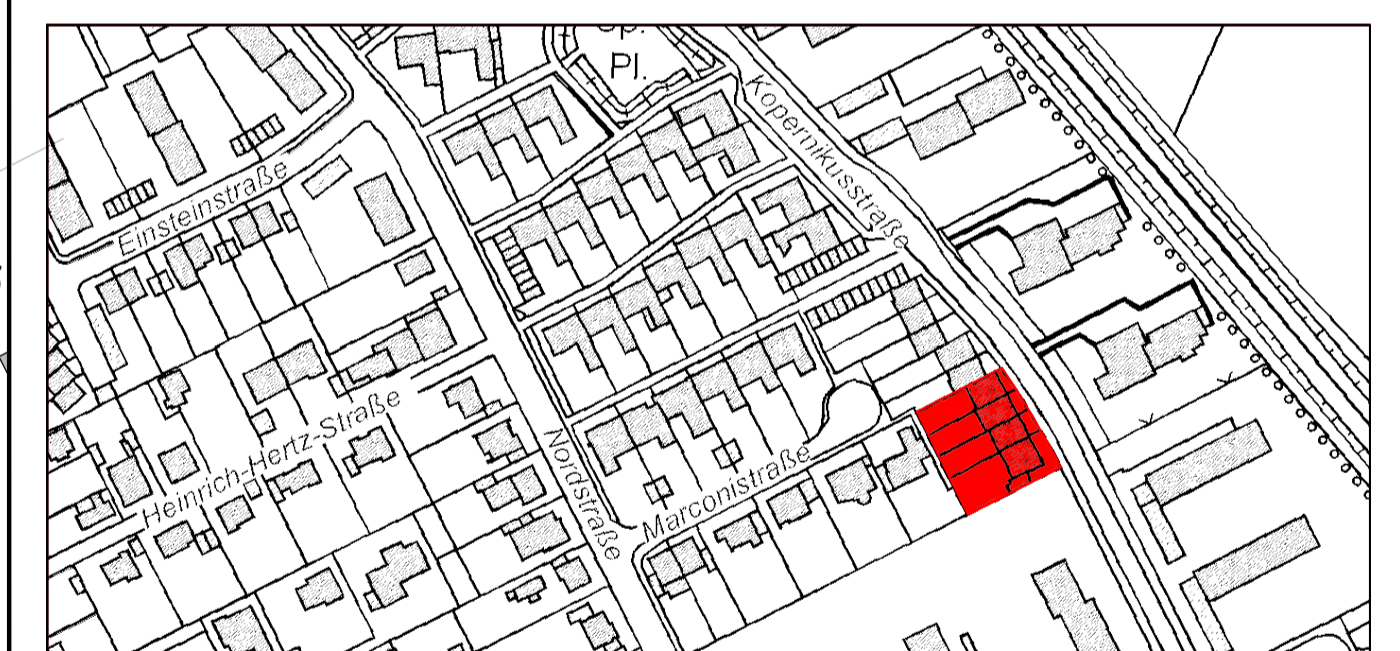 Pl.
Kopernikusstraße
Einsteinstraße
Heinrich-Hertz-Straße
Nordstraße
Marconistraße